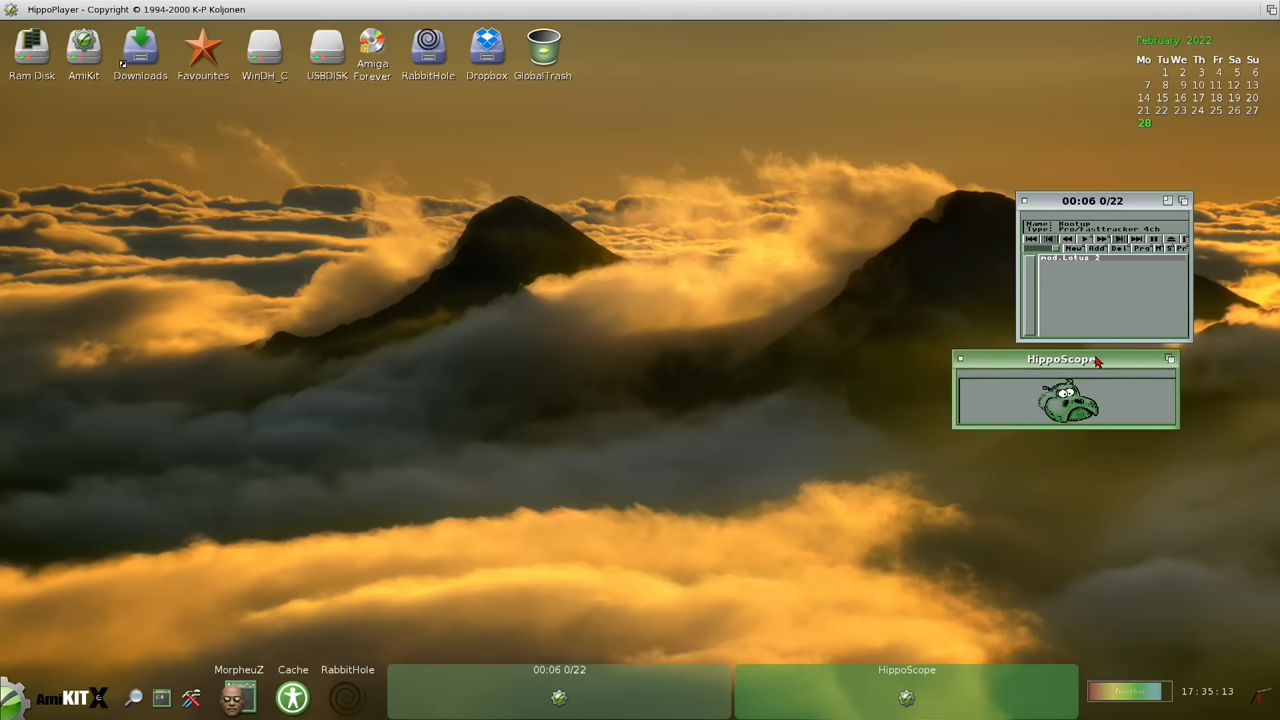 HippoPlayer - Copyright © 1994-2000 K-P Koljonen
Ram Disk
AmiKit
Downloads
Favourites
WinDH_C
USBDISK
Amiga
Forever
RabbitHole
Dropbox
GlobalTrash
February 2022
Mo Tu We Th Fr Sa Su
1 2 3 4 5 6
7 8 9 10 11 12 13
14 15 16 17 18 19 20
21 22 23 24 25 26 27
28
00:06 0/22
Name: Bootup
Type: Pro/Fasttracker 4ch
New Add Del Prg M S Pr
mod.Lotus 2
HippoScope
MorpheuZ
Cache
RabbitHole
00:06 0/22
HippoScope
AmiKIT X
17:35:13